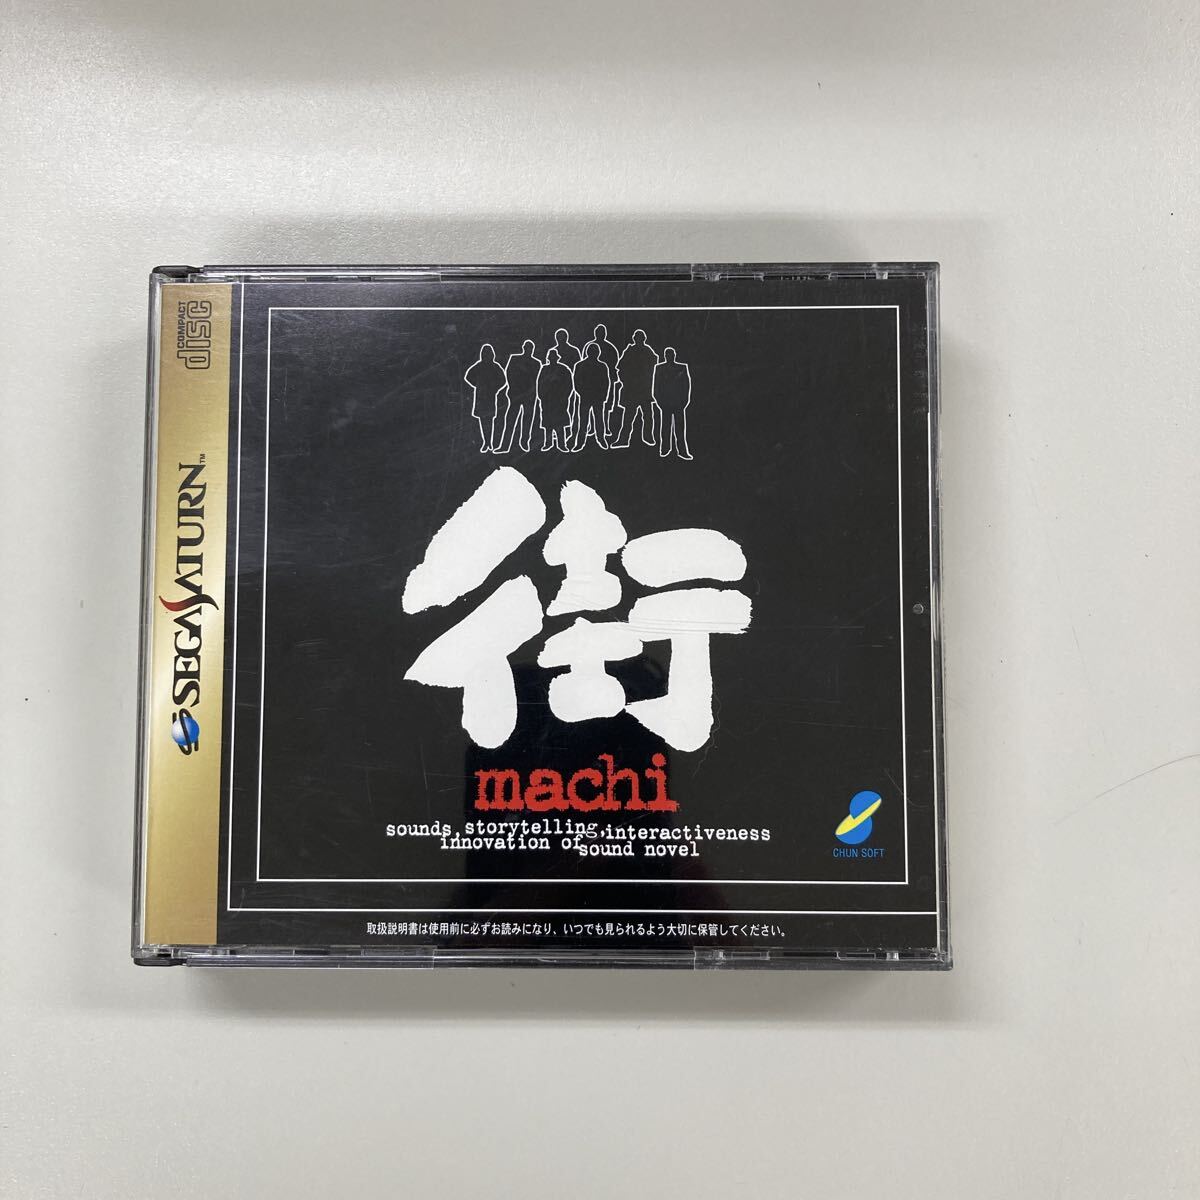 COMPACT
disc
SEGA SATURN™
街
machi
sounds, storytelling, interactiveness
innovation of sound novel
CHUN SOFT
取扱説明書は使用前に必ずお読みになり、いつでも見られるよう大切に保管してください。